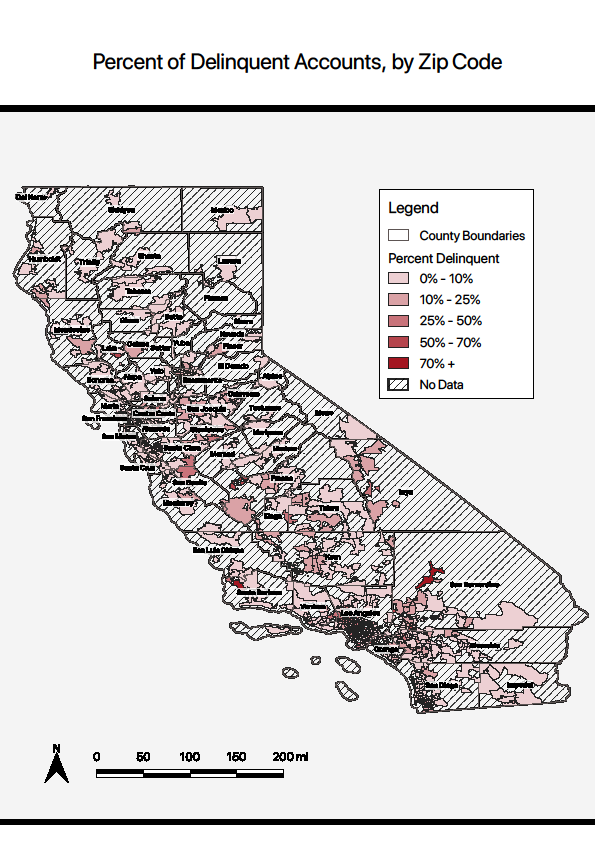 Percent of Delinquent Accounts, by Zip Code
Legend
County Boundaries
Percent Delinquent
0% - 10%
10% - 25%
25% - 50%
50% - 70%
70% +
No Data
Del Norte
Siskiyou
Modoc
Humboldt
Trinity
Shasta
Lassen
Tehama
Plumas
Glenn
Butte
Sierra
Mendocino
Nevada
Lake
Colusa
Sutter
Yuba
Placer
El Dorado
Sonoma
Napa
Yolo
Sacramento
Alpine
Solano
Calaveras
Marin
Contra Costa
San Joaquin
Tuolumne
Mono
San Francisco
Alameda
Stanislaus
Mariposa
San Mateo
Santa Clara
Merced
Madera
Santa Cruz
San Benito
Fresno
Inyo
Monterey
Kings
Tulare
San Luis Obispo
Kern
San Bernardino
Santa Barbara
Ventura
Los Angeles
Orange
Riverside
San Diego
Imperial
N
0 50 100 150 200 mi